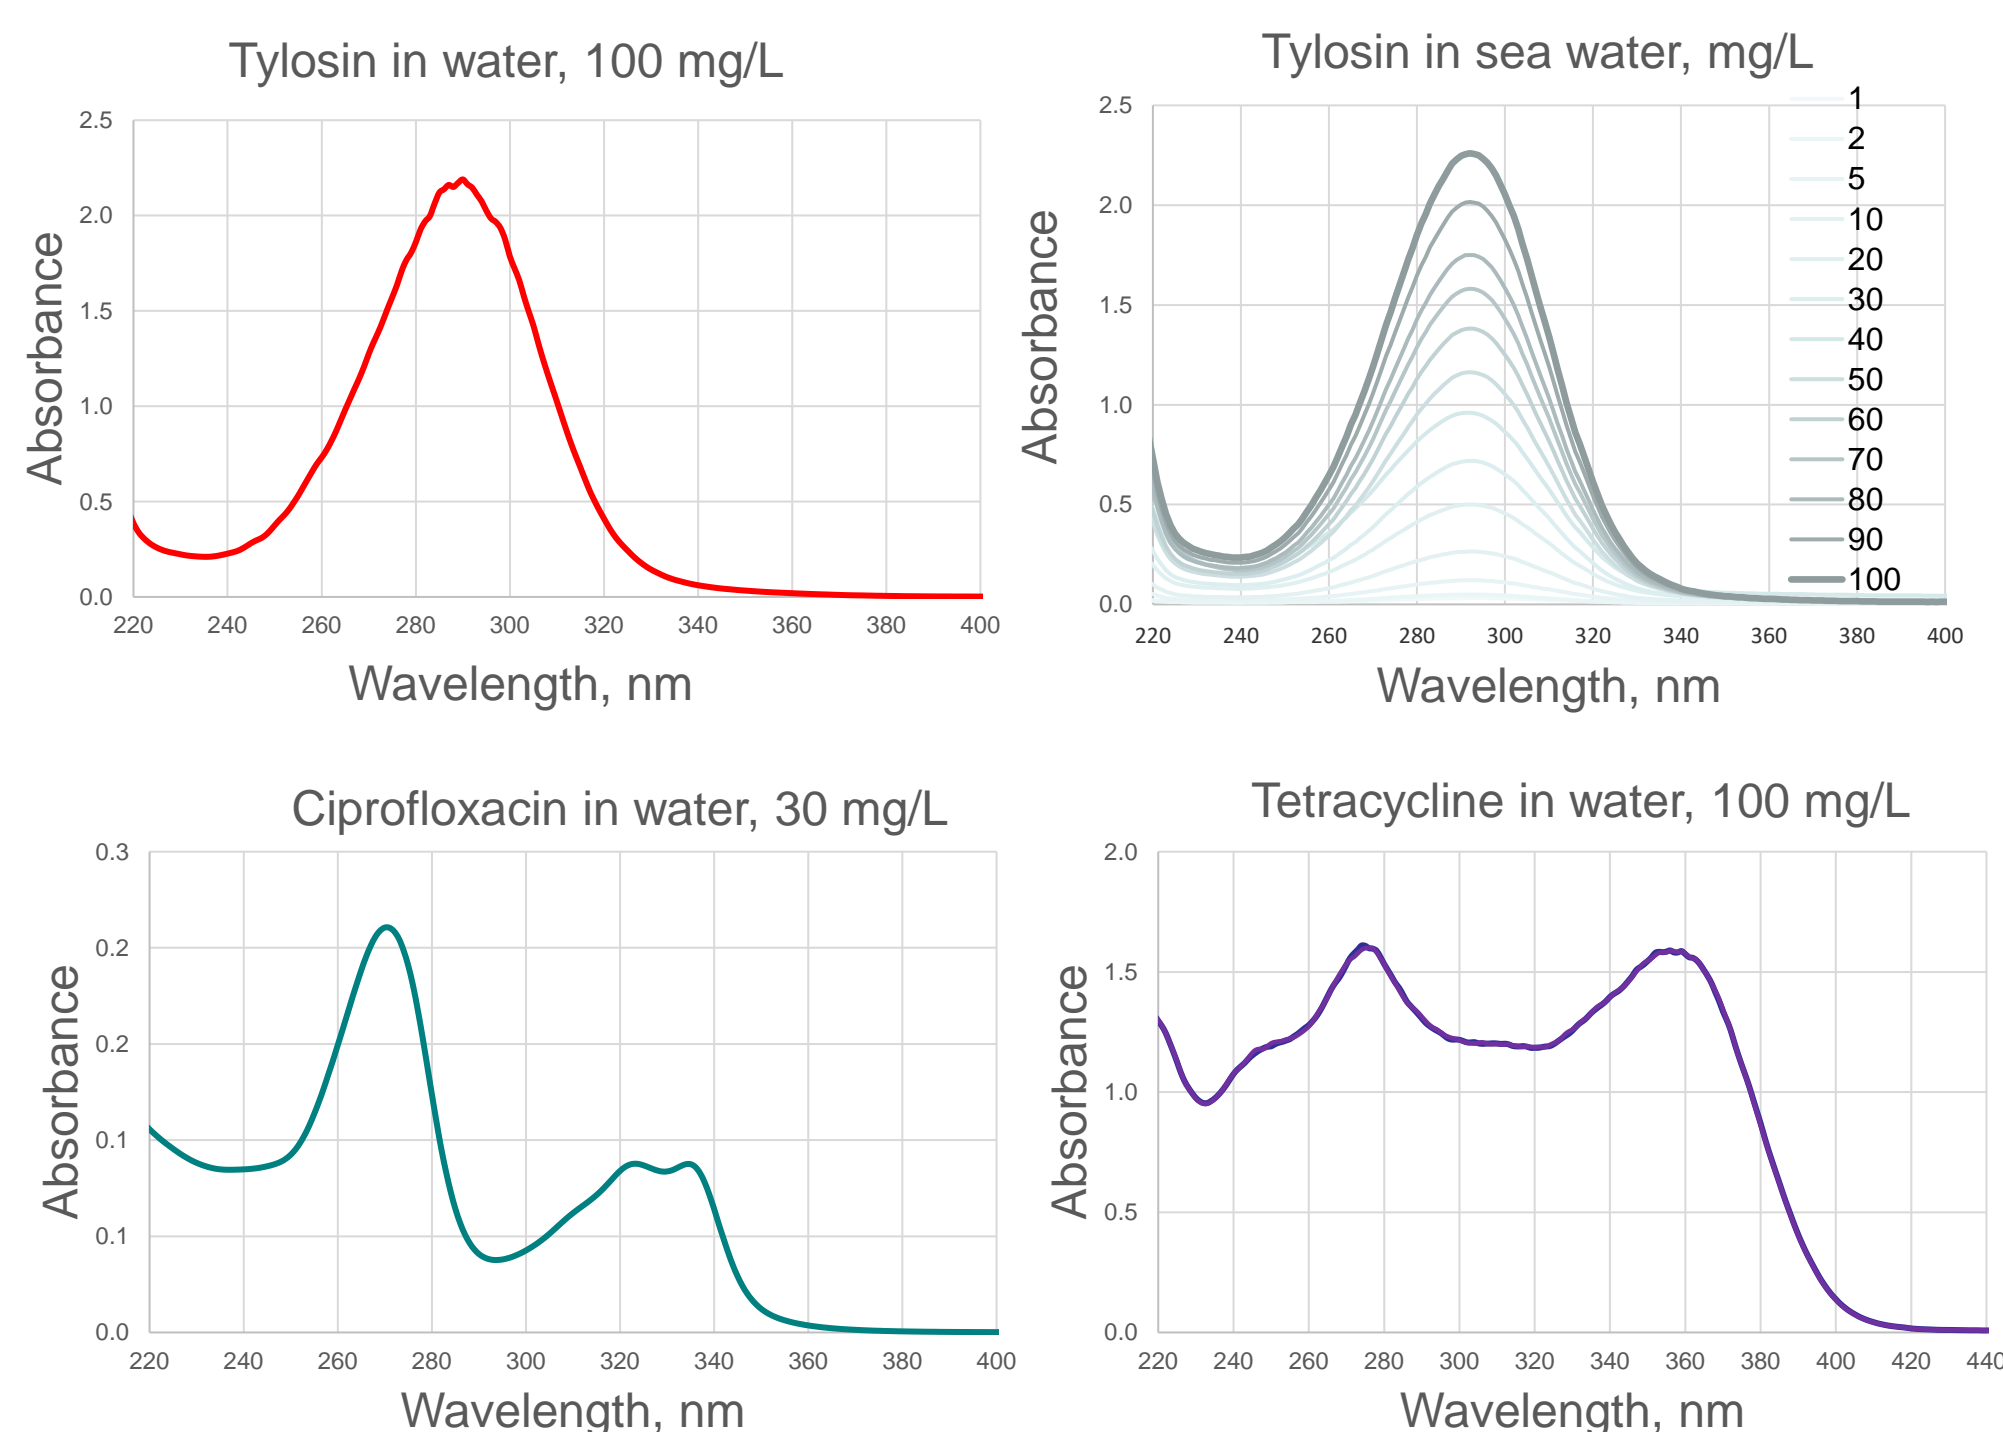 Tylosin in water, 100 mg/L
Absorbance
2.5
2.0
1.5
1.0
0.5
0.0
220 240 260 280 300 320 340 360 380 400
Wavelength, nm
Tylosin in sea water, mg/L
Absorbance
2.5
2.0
1.5
1.0
0.5
0.0
1
2
5
10
20
30
40
50
60
70
80
90
100
220 240 260 280 300 320 340 360 380 400
Wavelength, nm
Ciprofloxacin in water, 30 mg/L
Absorbance
0.3
0.2
0.2
0.1
0.1
0.0
220 240 260 280 300 320 340 360 380 400
Wavelength, nm
Tetracycline in water, 100 mg/L
Absorbance
2.0
1.5
1.0
0.5
0.0
220 240 260 280 300 320 340 360 380 400 420 440
Wavelength, nm